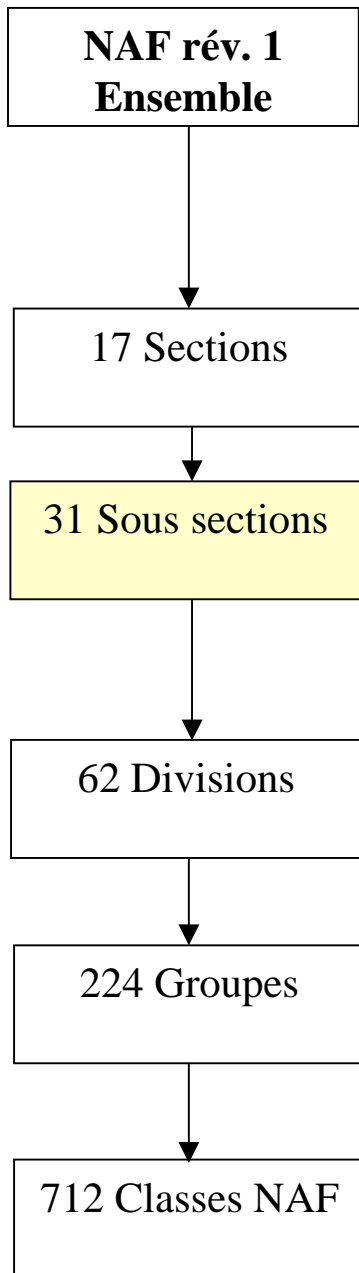 NAF rév. 1
Ensemble
17 Sections
31 Sous sections
62 Divisions
224 Groupes
712 Classes NAF